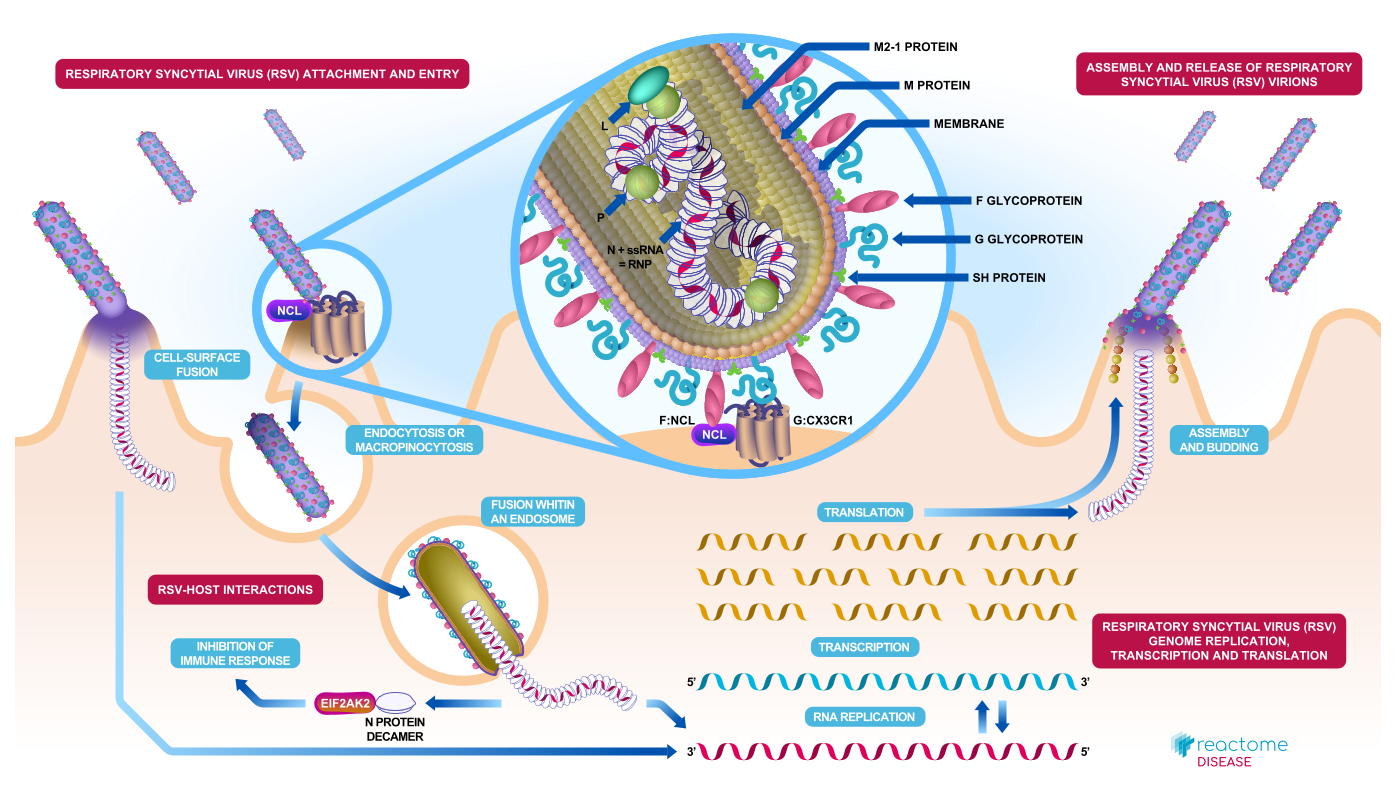 RESPIRATORY SYNCYTIAL VIRUS (RSV) ATTACHMENT AND ENTRY
M2-1 PROTEIN
M PROTEIN
MEMBRANE
F GLYCOPROTEIN
G GLYCOPROTEIN
SH PROTEIN
L
P
N + ssRNA
= RNP
F:NCL
NCL
G:CX3CR1
ASSEMBLY AND RELEASE OF RESPIRATORY
SYNCYTIAL VIRUS (RSV) VIRIONS
NCL
CELL-SURFACE
FUSION
ENDOCYTOSIS OR
MACROPINOCYTOSIS
FUSION WHITIN
AN ENDOSOME
ASSEMBLY
AND BUDDING
TRANSLATION
RSV-HOST INTERACTIONS
INHIBITION OF
IMMUNE RESPONSE
EIF2AK2
N PROTEIN
DECAMER
RESPIRATORY SYNCYTIAL VIRUS (RSV)
GENOME REPLICATION,
TRANSCRIPTION AND TRANSLATION
TRANSCRIPTION
5’ 3’
RNA REPLICATION
3’ 5’
reactome
DISEASE